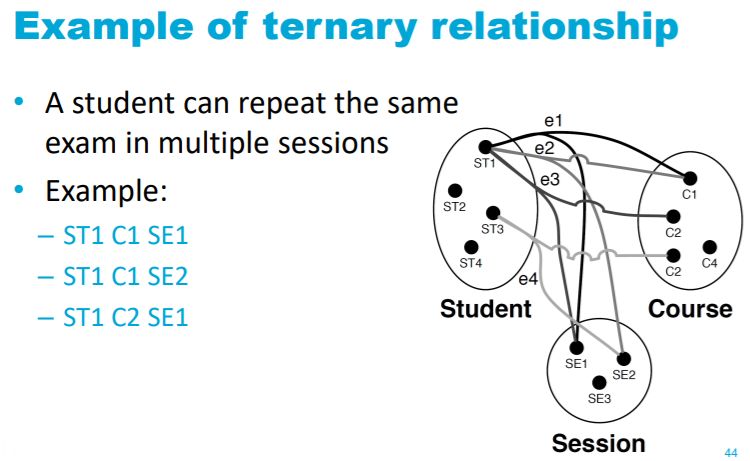 Example of ternary relationship
• A student can repeat the same
exam in multiple sessions
• Example:
– ST1 C1 SE1
– ST1 C1 SE2
– ST1 C2 SE1
e1
e2
e3
e4
ST1
ST2
ST3
ST4
Student
C1
C2
C2
C4
Course
SE1
SE2
SE3
Session
44